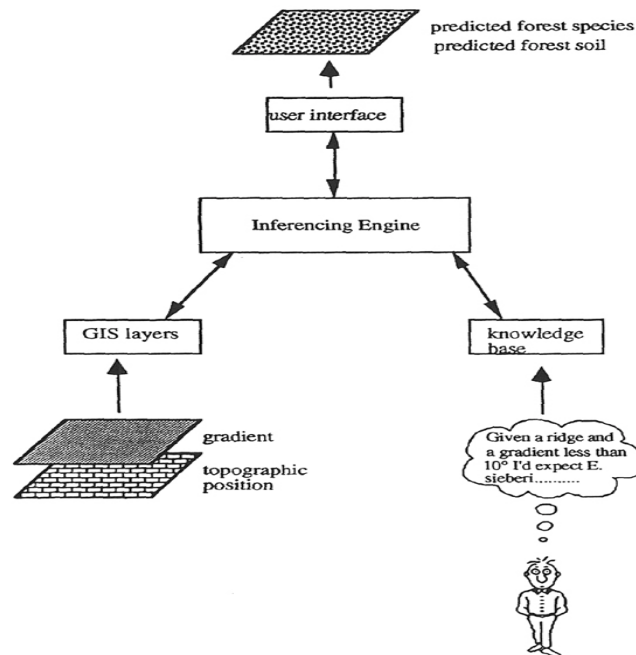 predicted forest species
predicted forest soil
user interface
Inferencing Engine
GIS layers
knowledge
base
gradient
topographic
position
Given a ridge and
a gradient less than
10° I'd expect E.
sieberi..........